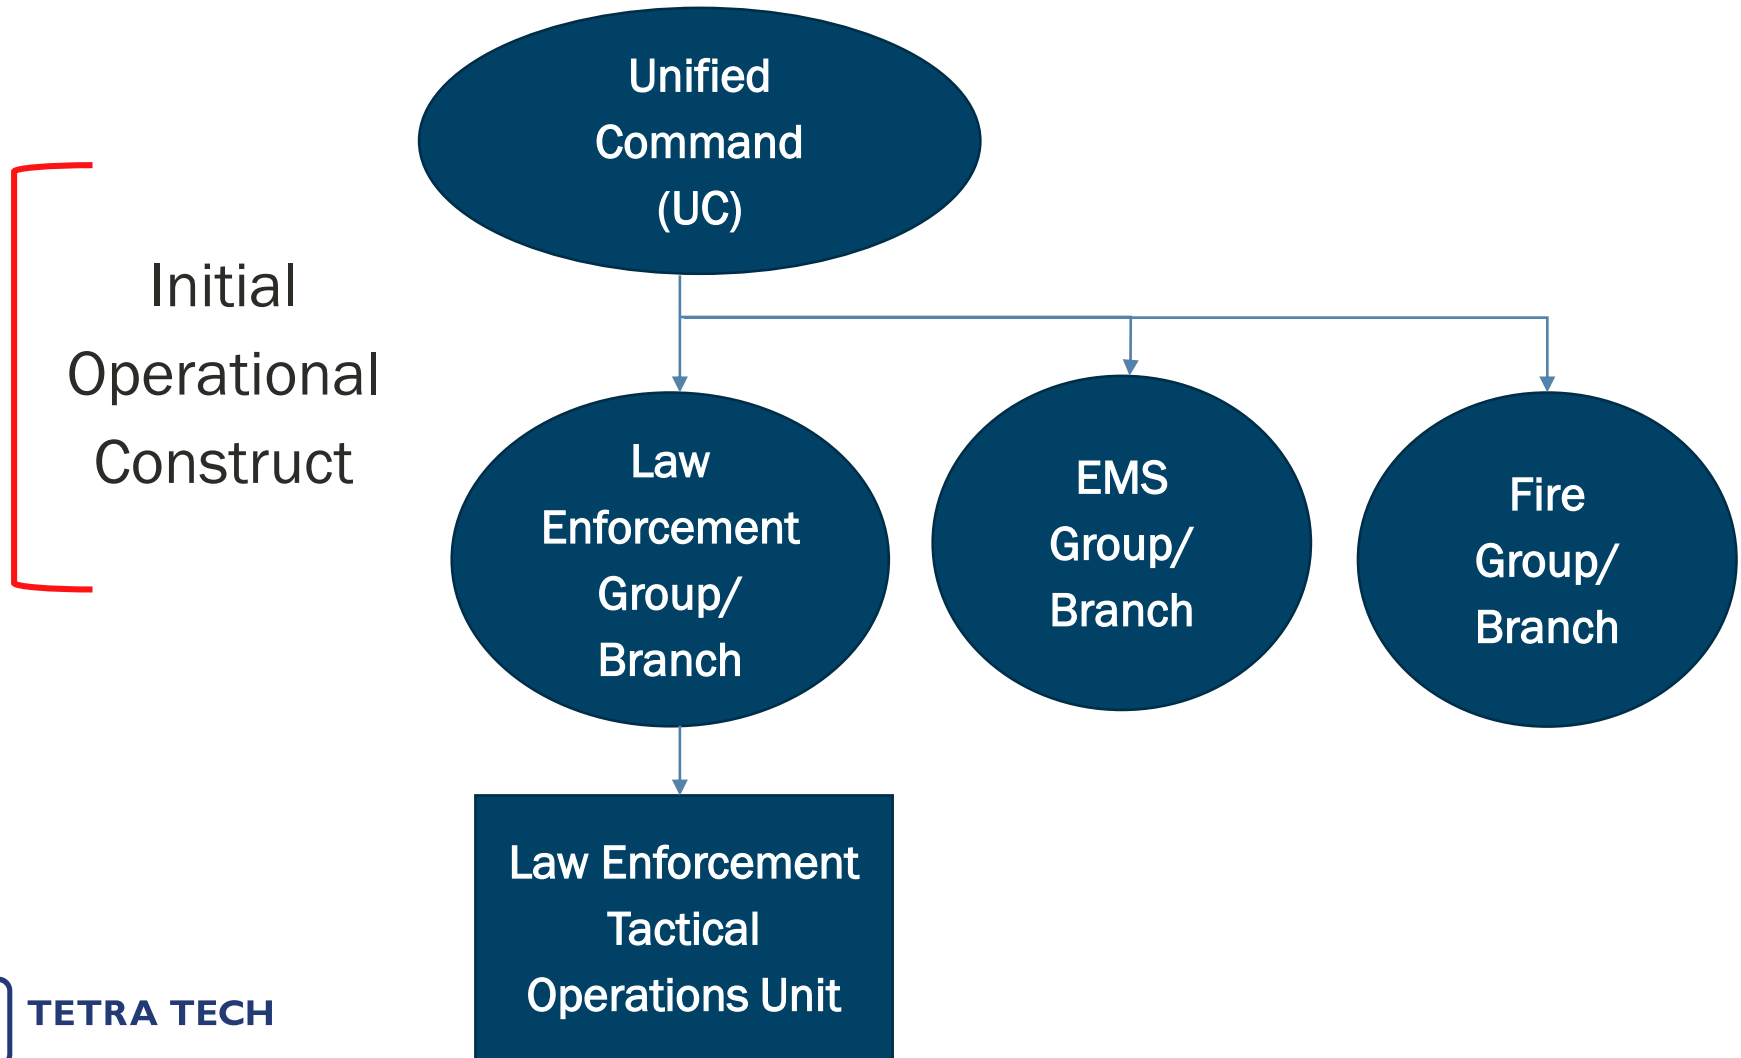 Unified
Command
(UC)
Initial
Operational
Construct
Law
Enforcement
Group/
Branch
EMS
Group/
Branch
Fire
Group/
Branch
Law Enforcement
Tactical
Operations Unit
TETRA TECH